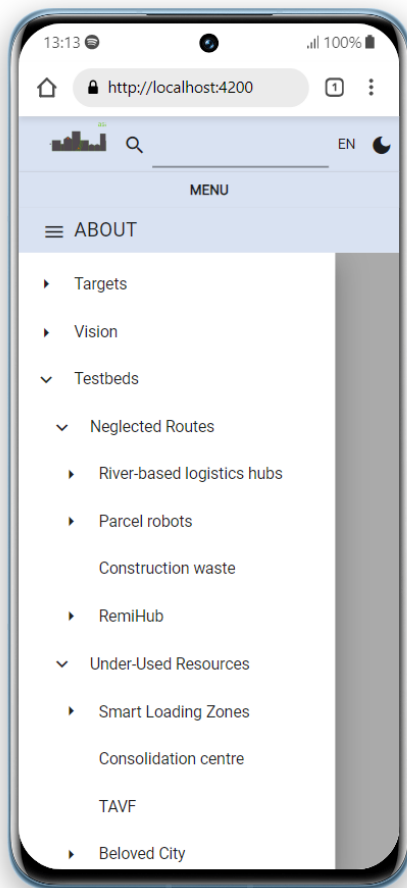 13:13 100%
http://localhost:4200 1
EN
MENU
ABOUT
Targets
Vision
Testbeds
Neglected Routes
River-based logistics hubs
Parcel robots
Construction waste
RemiHub
Under-Used Resources
Smart Loading Zones
Consolidation centre
TAVF
Beloved City